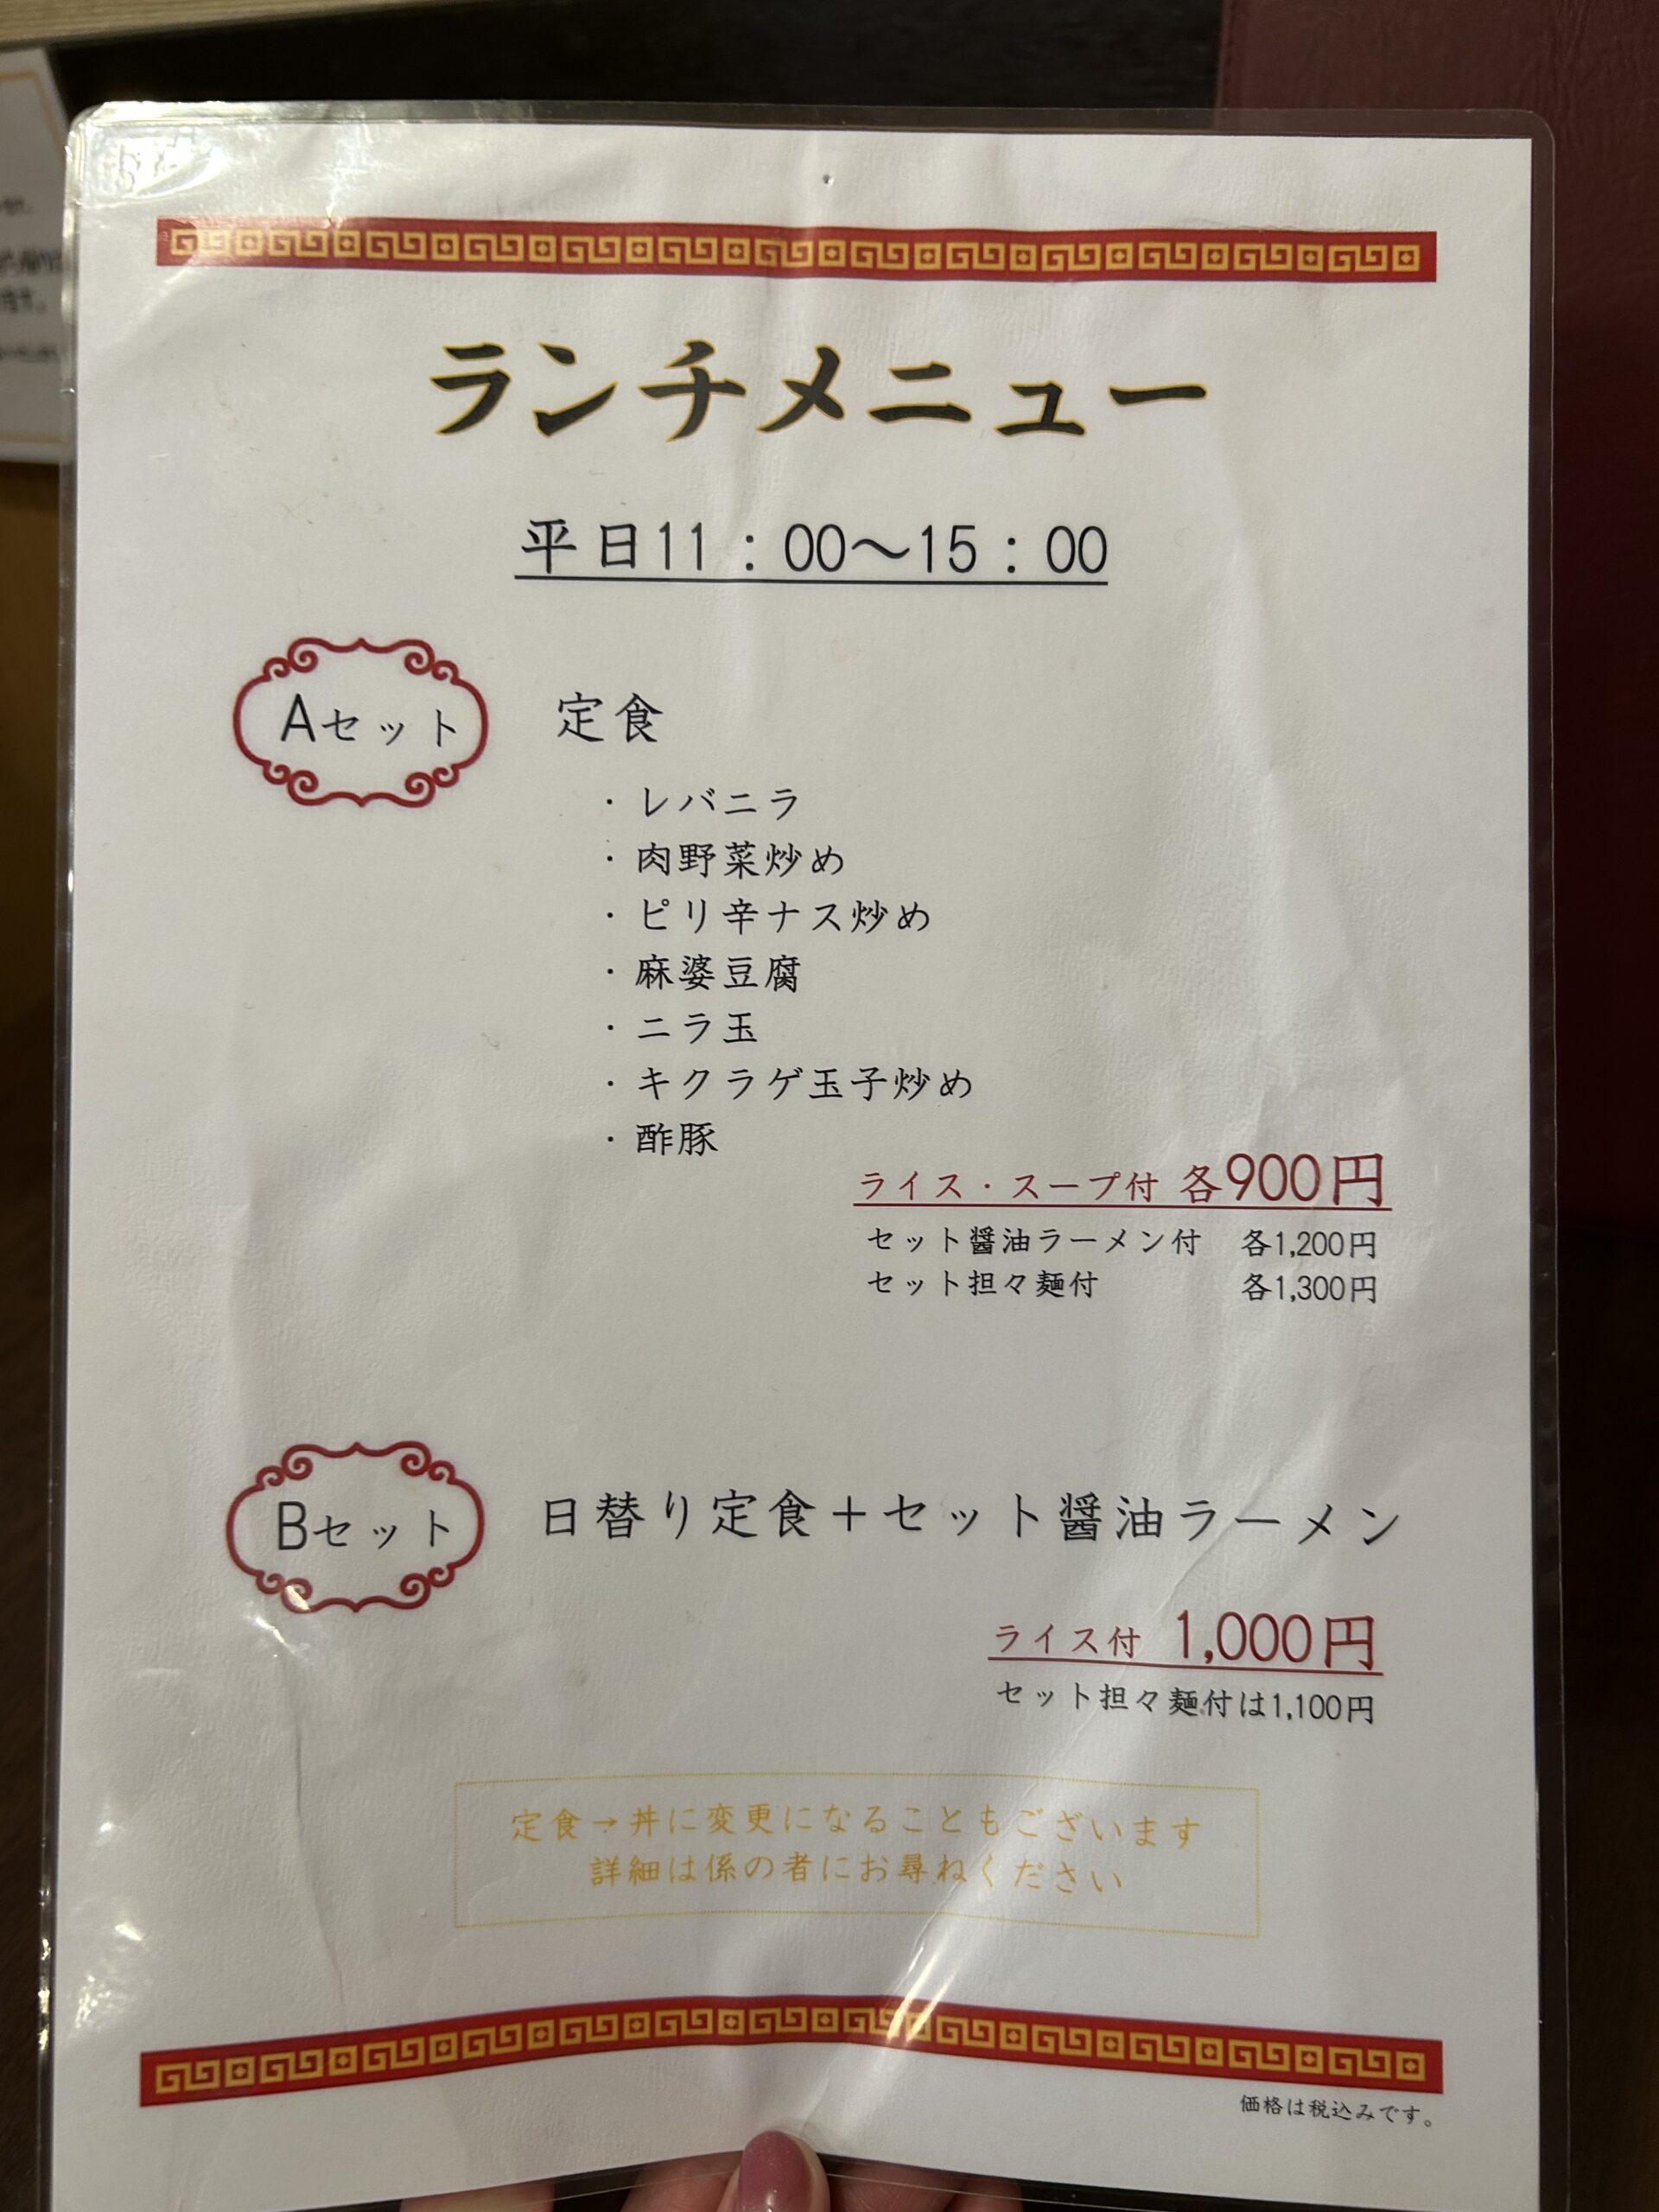 ランチメニュー
平日11：00〜15：00
Aセット
定食
・レバニラ
・肉野菜炒め
・ピリ辛ナス炒め
・麻婆豆腐
・ニラ玉
・キクラゲ玉子炒め
・酢豚
ライス・スープ付 各900円
セット醤油ラーメン付 各1,200円
セット担々麺付 各1,300円
Bセット
日替り定食＋セット醤油ラーメン
ライス付 1,000円
セット担々麺付は1,100円
定食→丼に変更になることもございます
詳細は係の者にお尋ねください
価格は税込みです。